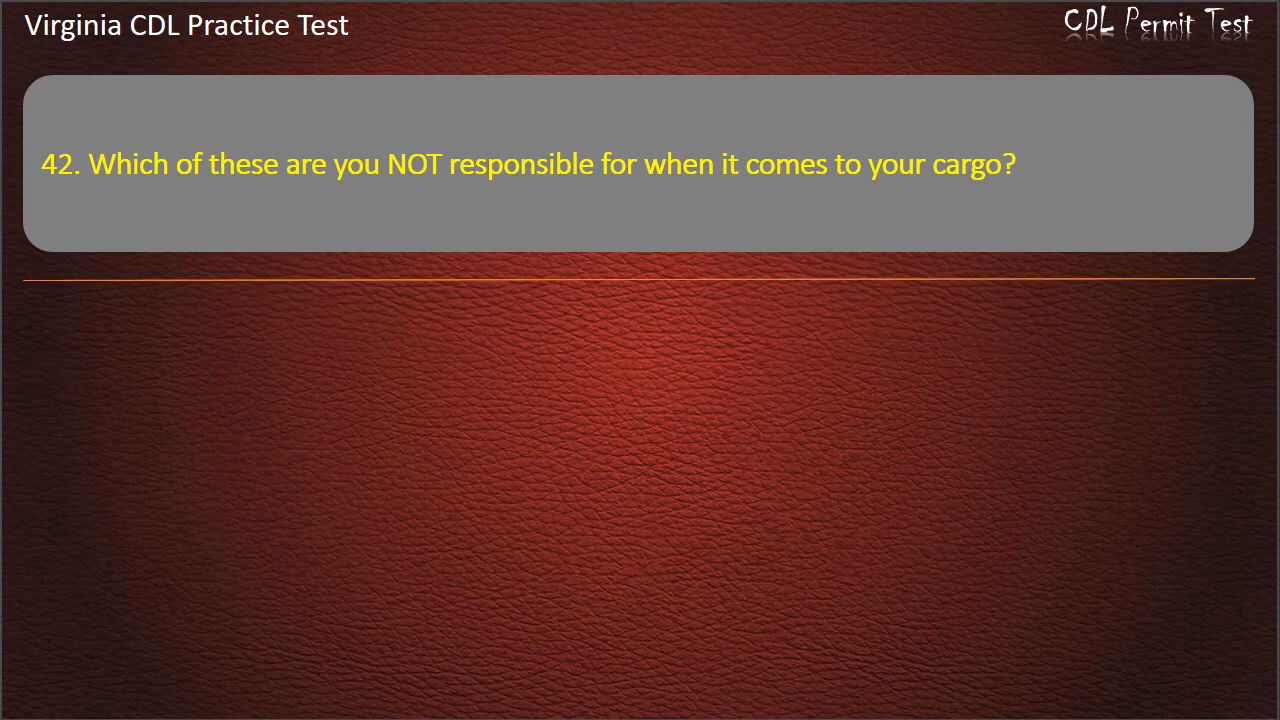 Virginia CDL Practice Test
CDL Permit Test
42. Which of these are you NOT responsible for when it comes to your cargo?